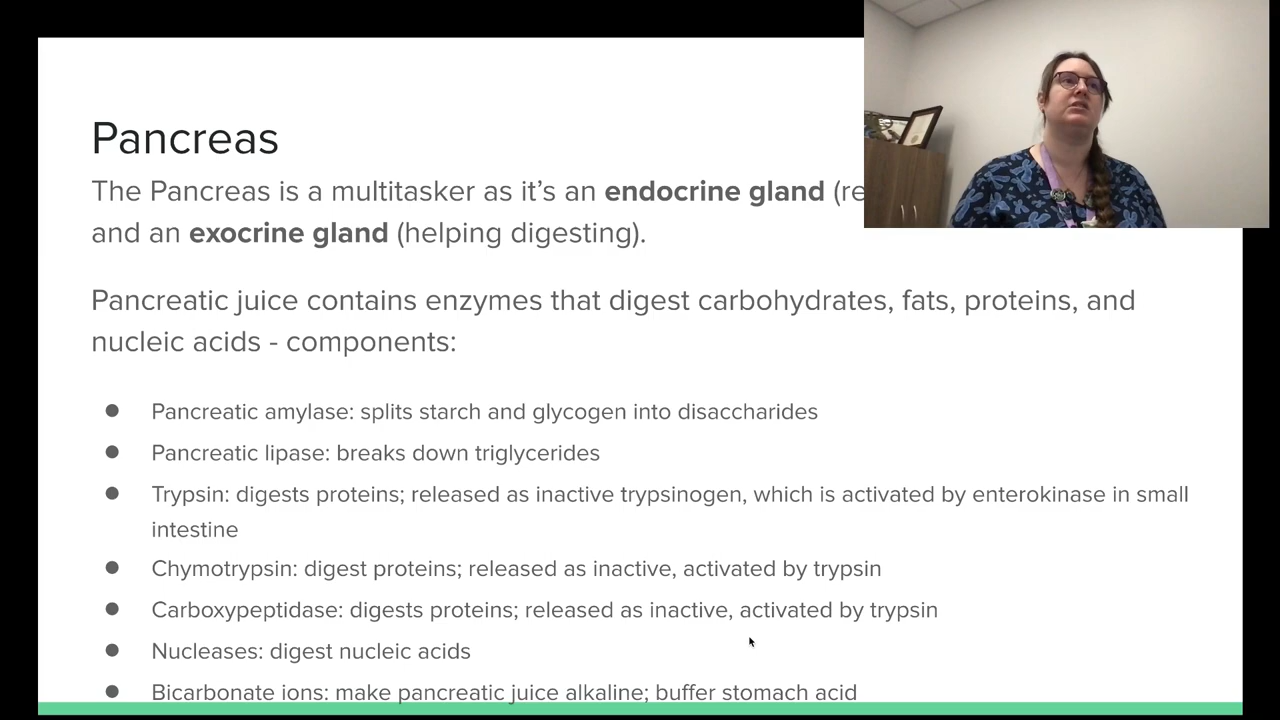 Pancreas
The Pancreas is a multitasker as it’s an endocrine gland (re
and an exocrine gland (helping digesting).
Pancreatic juice contains enzymes that digest carbohydrates, fats, proteins, and
nucleic acids - components:
● Pancreatic amylase: splits starch and glycogen into disaccharides
● Pancreatic lipase: breaks down triglycerides
● Trypsin: digests proteins; released as inactive trypsinogen, which is activated by enterokinase in small
intestine
● Chymotrypsin: digest proteins; released as inactive, activated by trypsin
● Carboxypeptidase: digests proteins; released as inactive, activated by trypsin
● Nucleases: digest nucleic acids
● Bicarbonate ions: make pancreatic juice alkaline; buffer stomach acid